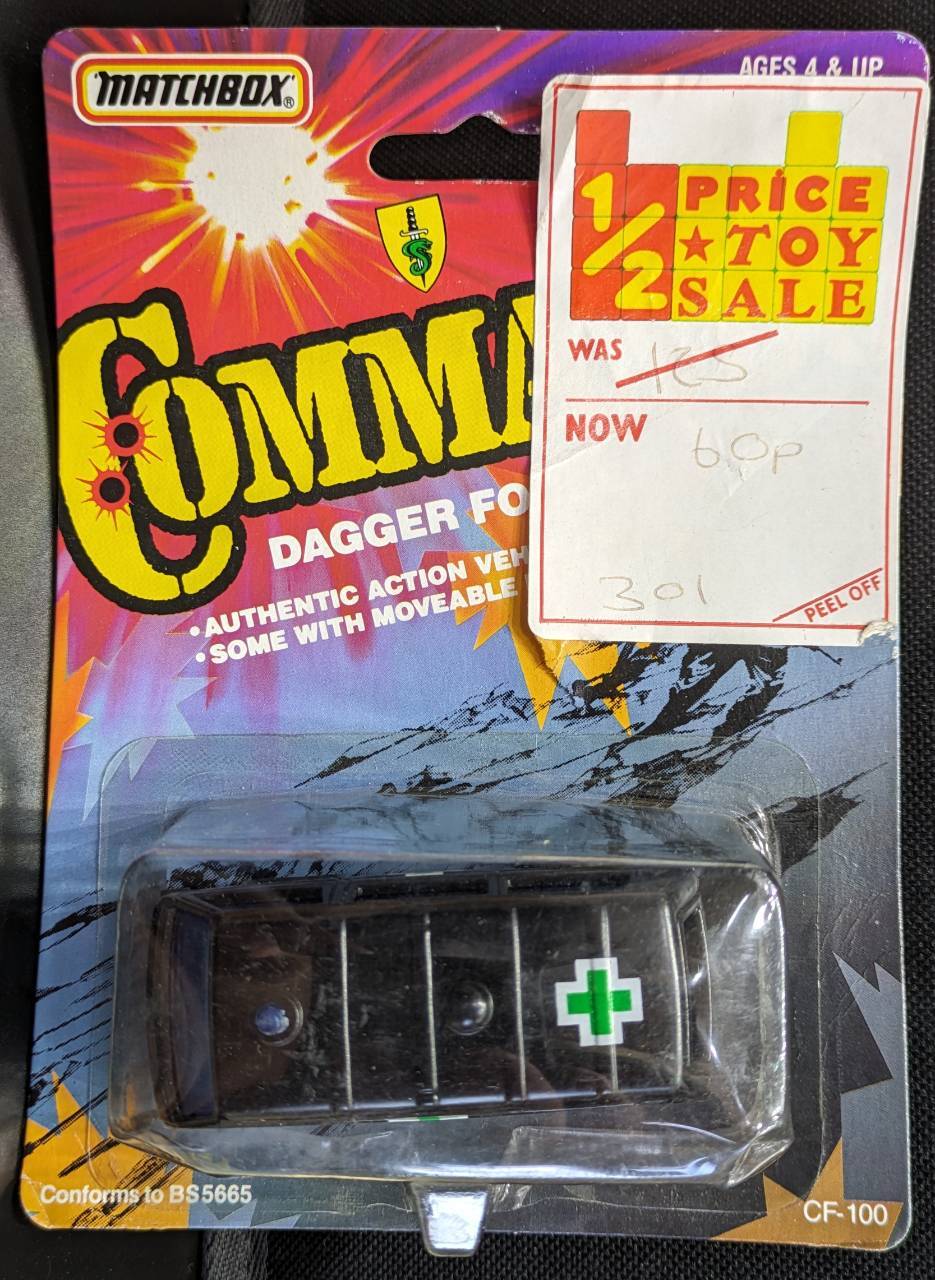 MATCHBOX®
AGES 4 & UP
1/2 PRICE
TOY
SALE
WAS 125
NOW 60p
301
PEEL OFF
COMMA
DAGGER FO
• AUTHENTIC ACTION VEH
• SOME WITH MOVEABLE
Conforms to BS5665
CF-100